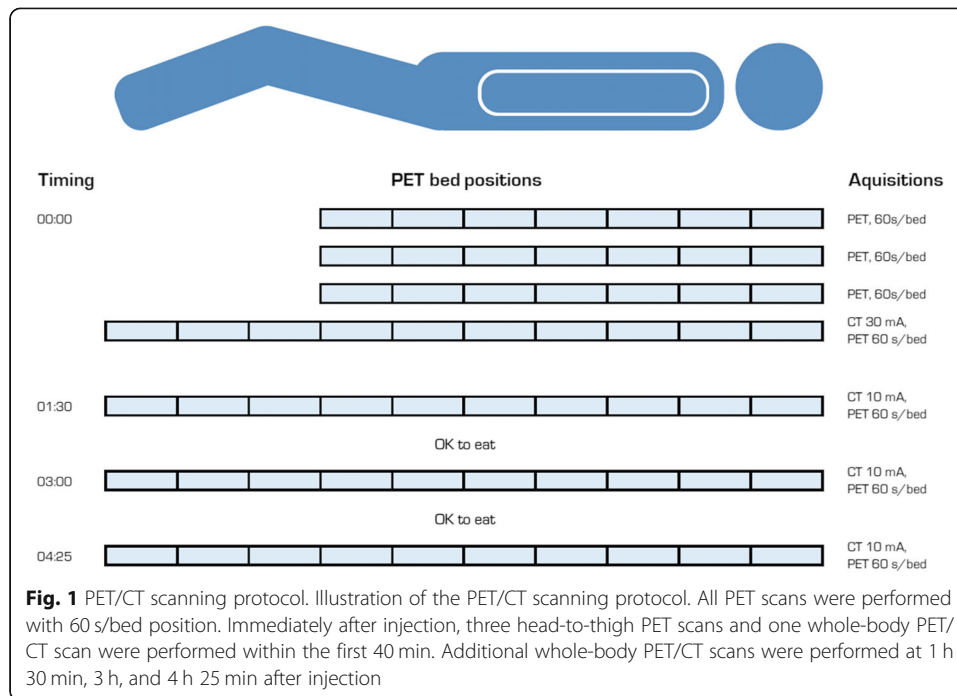 Timing PET bed positions Aquisitions
00:00 PET, 60s/bed
PET, 60s/bed
PET, 60s/bed
CT 30 mA,
PET 60 s/bed
01:30 CT 10 mA,
PET 60 s/bed
OK to eat
03:00 CT 10 mA,
PET 60 s/bed
OK to eat
04:25 CT 10 mA,
PET 60 s/bed
Fig. 1 PET/CT scanning protocol. Illustration of the PET/CT scanning protocol. All PET scans were performed
with 60 s/bed position. Immediately after injection, three head-to-thigh PET scans and one whole-body PET/
CT scan were performed within the first 40 min. Additional whole-body PET/CT scans were performed at 1 h
30 min, 3 h, and 4 h 25 min after injection